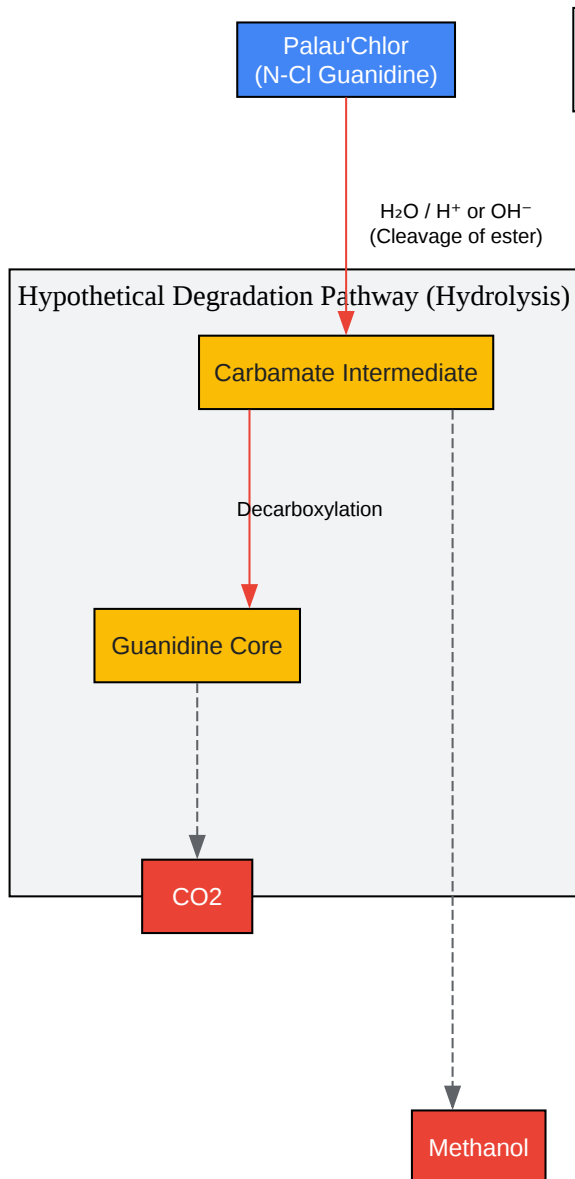 Palau'Chlor
(N-Cl Guanidine)
H₂O / H⁺ or OH⁻
(Cleavage of ester)
Hypothetical Degradation Pathway (Hydrolysis)
Carbamate Intermediate
Decarboxylation
Guanidine Core
CO2
Methanol